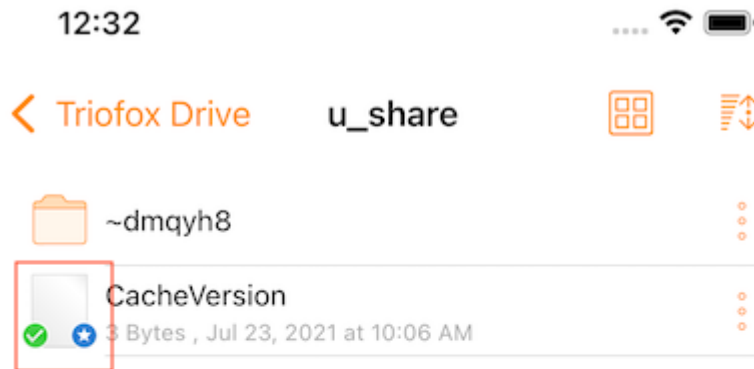 12:32
Triofox Drive u_share
~dmqyh8
CacheVersion
3 Bytes , Jul 23, 2021 at 10:06 AM